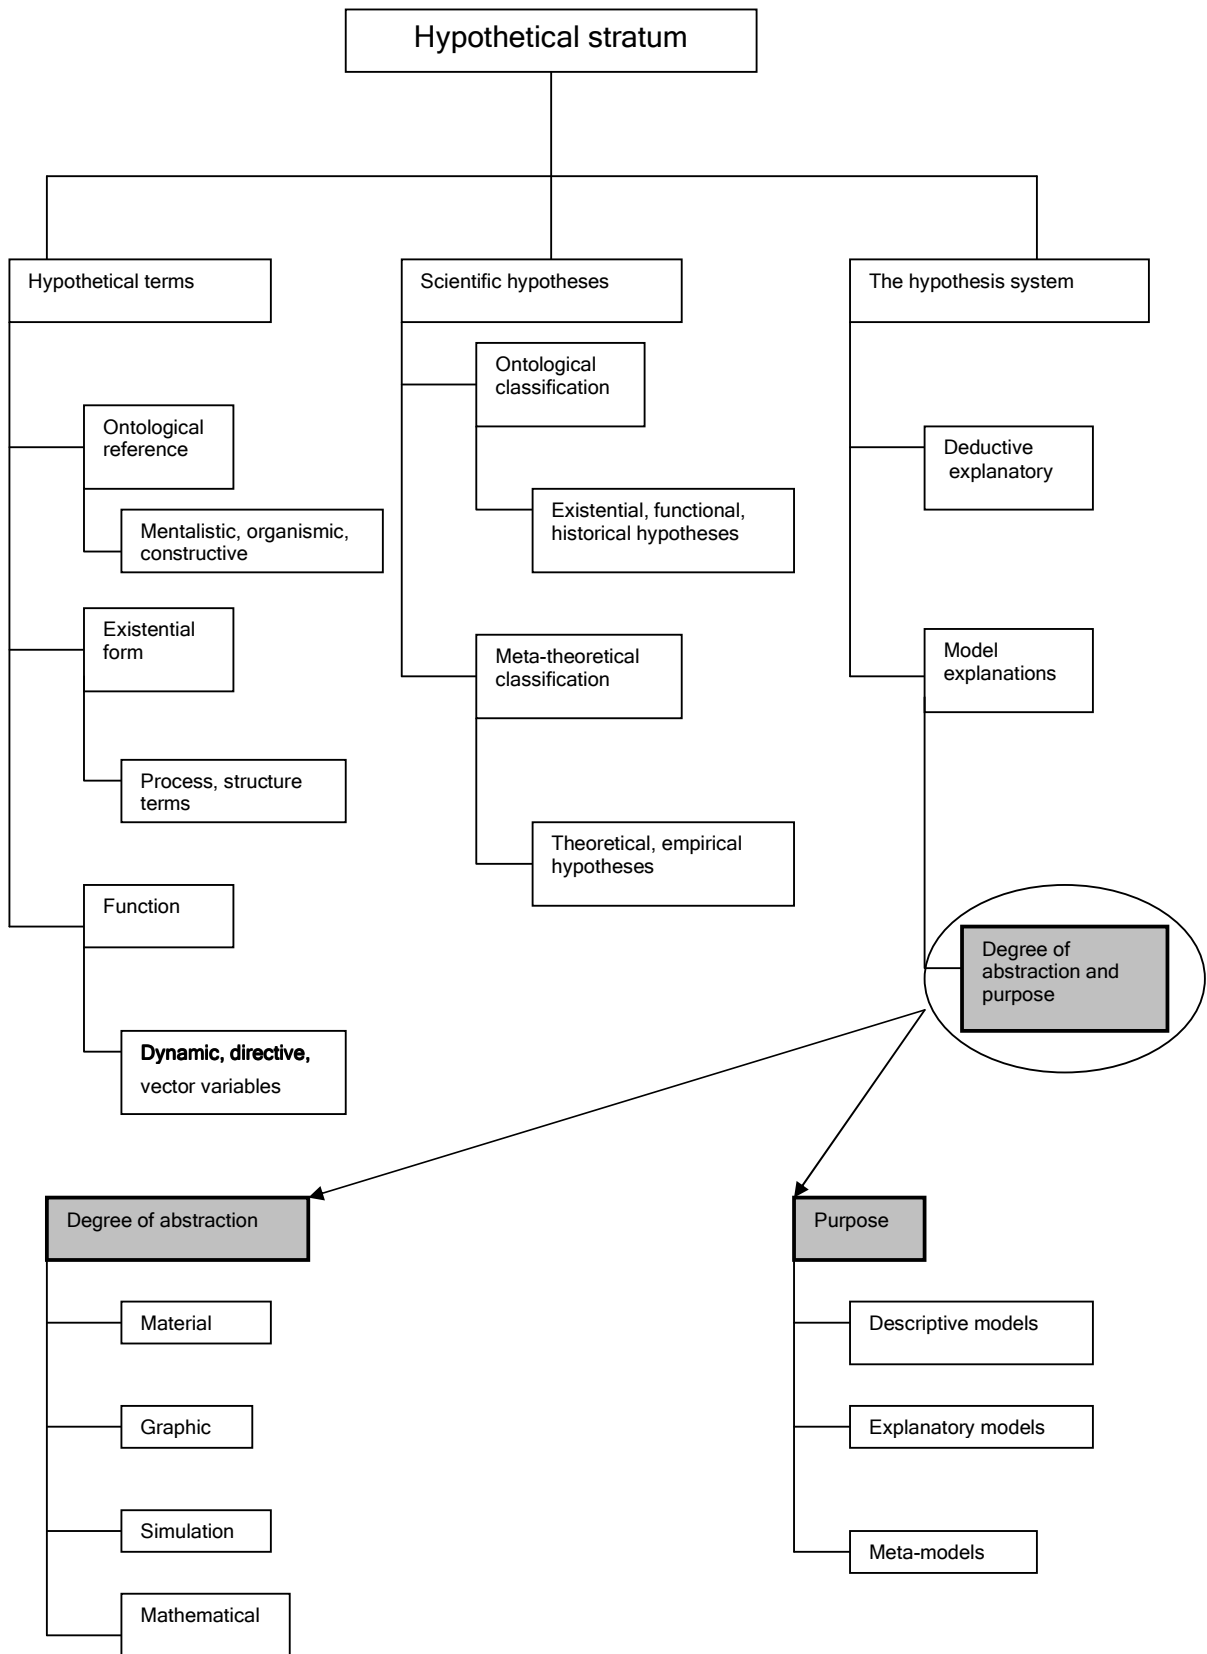 Hypothetical stratum
Hypothetical terms
Ontological
reference
Mentalistic, organismic,
constructive
Existential
form
Process, structure
terms
Function
Dynamic, directive,
vector variables
Scientific hypotheses
Ontological
classification
Existential, functional,
historical hypotheses
Meta-theoretical
classification
Theoretical, empirical
hypotheses
The hypothesis system
Deductive
explanatory
Model
explanations
Degree of
abstraction and
purpose
Degree of abstraction
Material
Graphic
Simulation
Mathematical
Purpose
Descriptive models
Explanatory models
Meta-models